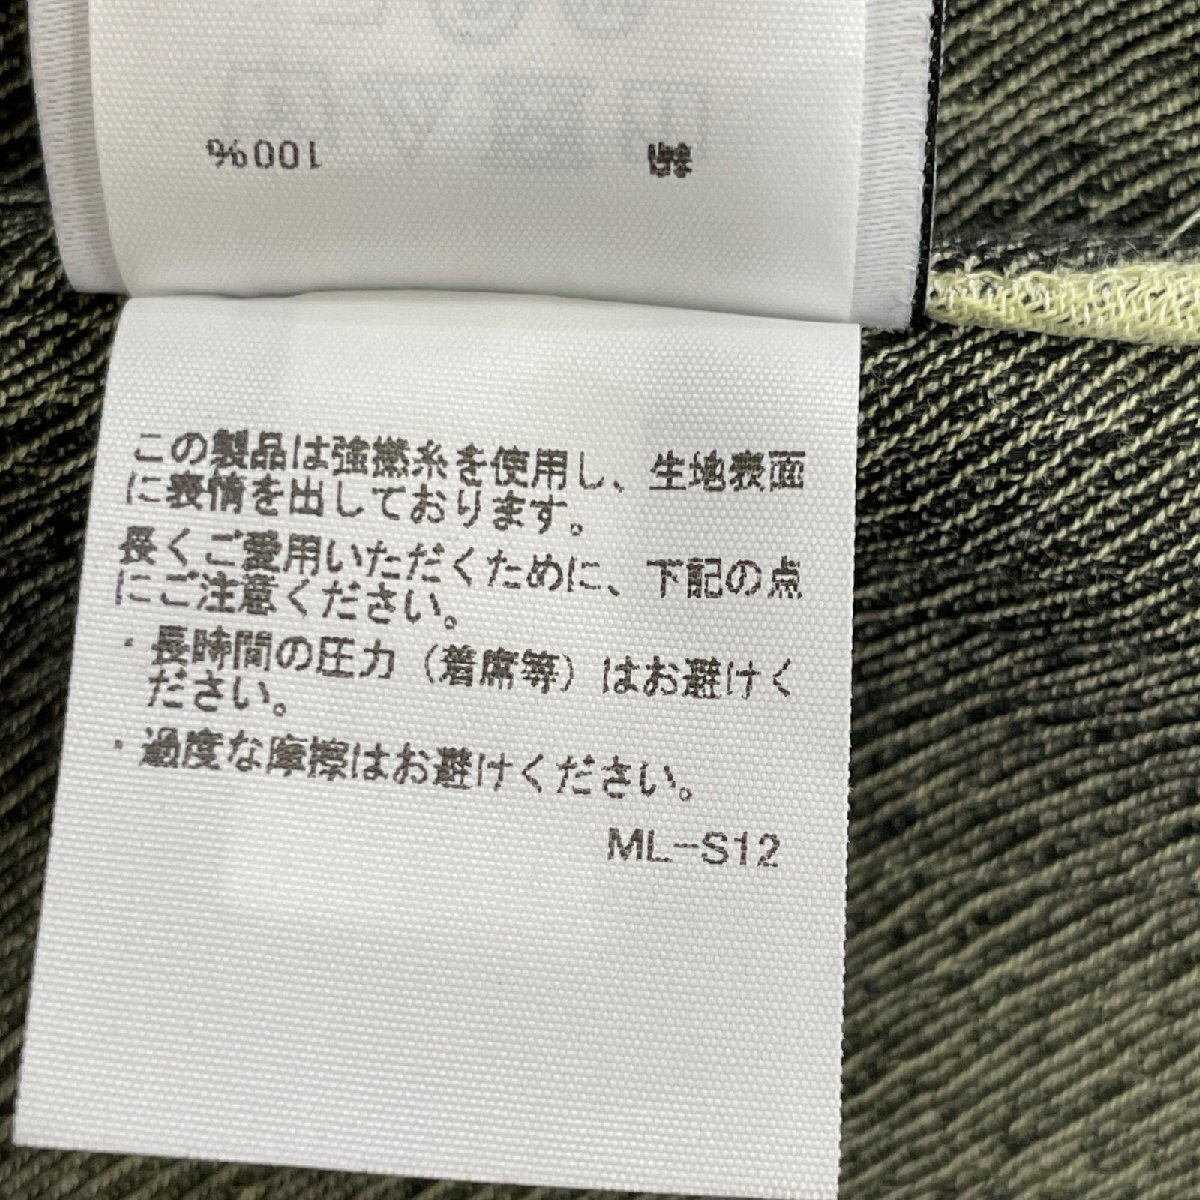 綿 100%
この製品は強撚糸を使用し、生地表面
に表情を出しております。
長くご愛用いただくために、下記の点
にご注意ください。
・長時間の圧力（着席等）はお避けく
ださい。
・過度な摩擦はお避けください。
ML-S12